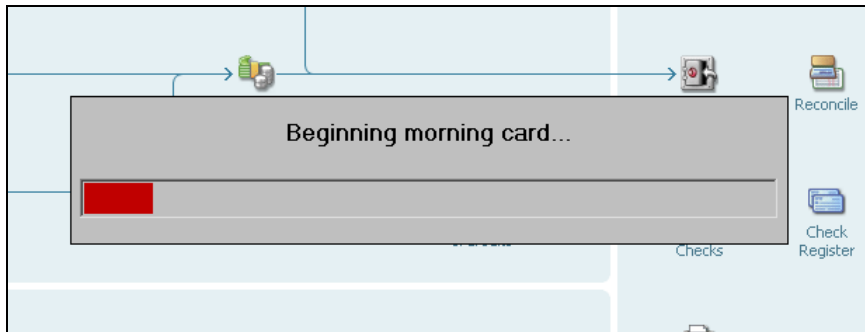 Reconcile
Beginning morning card...
Checks
Check
Register